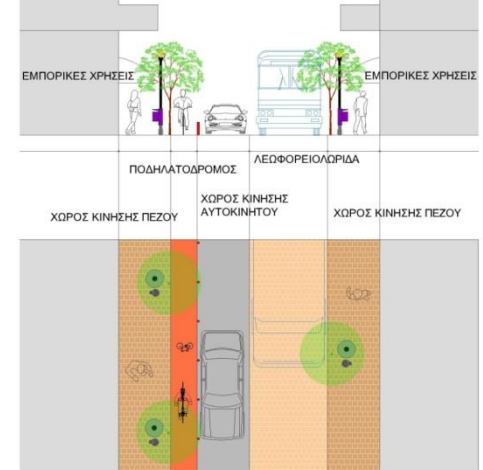 ΕΜΠΟΡΙΚΕΣ ΧΡΗΣΕΙΣ
ΕΜΠΟΡΙΚΕΣ ΧΡΗΣΕΙΣ
ΠΟΔΗΛΑΤΟΔΡΟΜΟΣ
ΛΕΩΦΟΡΕΙΟΛΩΡΙΔΑ
ΧΩΡΟΣ ΚΙΝΗΣΗΣ ΠΕΖΟΥ
ΧΩΡΟΣ ΚΙΝΗΣΗΣ
ΑΥΤΟΚΙΝΗΤΟΥ
ΧΩΡΟΣ ΚΙΝΗΣΗΣ ΠΕΖΟΥ